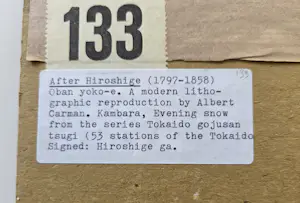 133
133
After Hiroshige (1797-1858)
Oban yoko-e. A modern litho-
graphic reproduction by Albert
Carman. Kambara, Evening snow
from the series Tokaido gojusan
tsugi (53 stations of the Tokaido
Signed: Hiroshige ga.